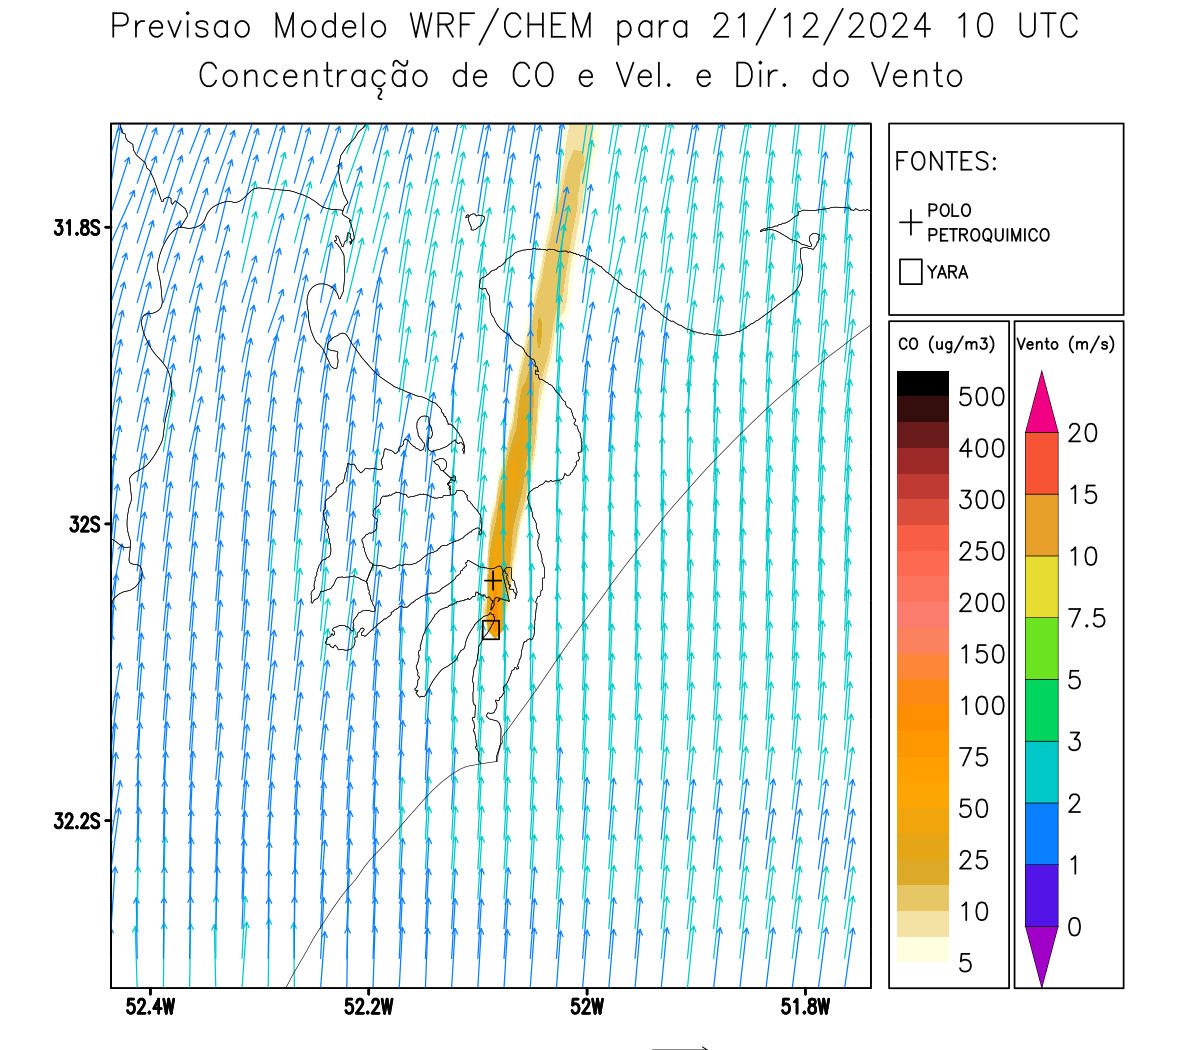 Previsao Modelo WRF/CHEM para 21/12/2024 10 UTC
Concentração de CO e Vel. e Dir. do Vento
FONTES:
POLO
PETROQUIMICO
YARA
CO (ug/m3)
500
400
300
250
200
150
100
75
50
25
10
5
Vento (m/s)
20
15
10
7.5
5
3
2
1
0
31.8S
32S
32.2S
52.4W
52.2W
52W
51.8W